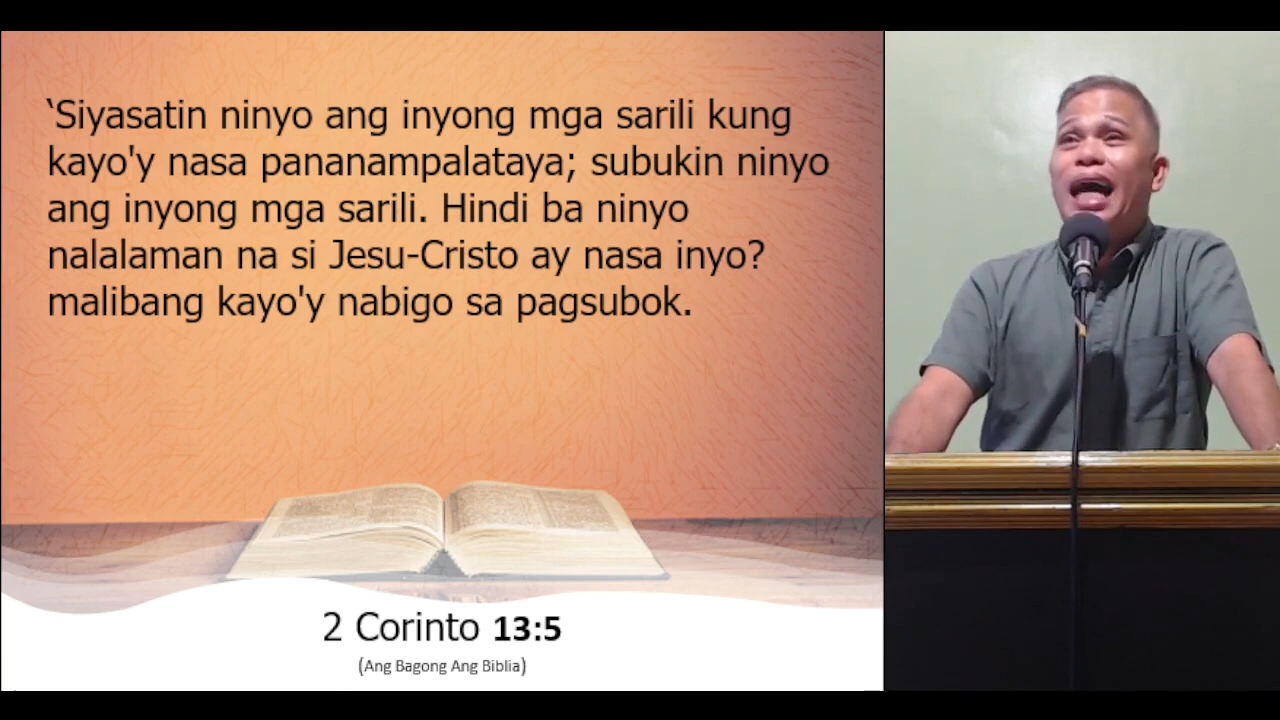 ‘Siyasatin ninyo ang inyong mga sarili kung
kayo'y nasa pananampalataya; subukin ninyo
ang inyong mga sarili. Hindi ba ninyo
nalalaman na si Jesu-Cristo ay nasa inyo?
malibang kayo'y nabigo sa pagsubok.
2 Corinto 13:5
(Ang Bagong Ang Biblia)